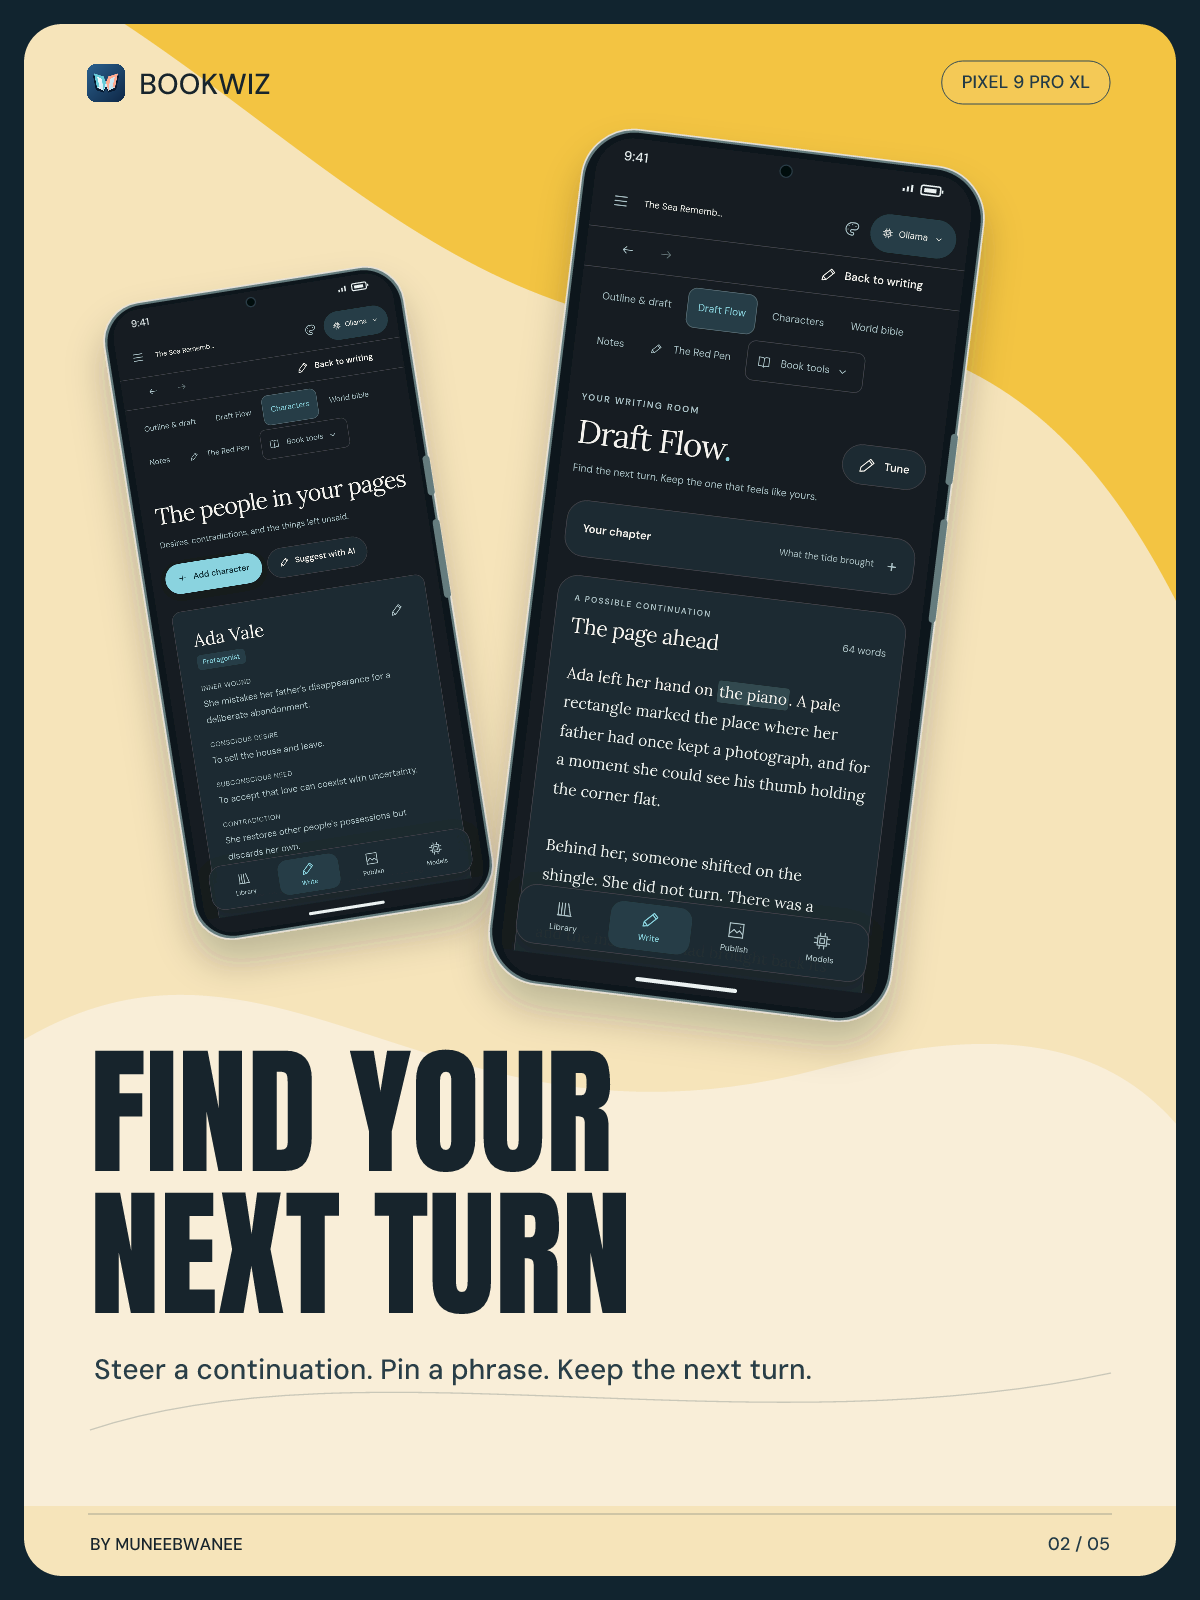 BOOKWIZ
PIXEL 9 PRO XL
9:41
The Sea Rememb...
Ollama
Back to writing
Outline & draft
Draft Flow
Characters
World bible
Notes
The Red Pen
Book tools
The people in your pages
Desires, contradictions, and the things left unsaid.
Add character
Suggest with AI
Ada Vale
Protagonist
INNER WOUND
She mistakes her father's disappearance for a
deliberate abandonment.
CONSCIOUS DESIRE
To sell the house and leave.
SUBCONSCIOUS NEED
To accept that love can coexist with uncertainty.
CONTRADICTION
She restores other people's possessions but
discards her own.
Library
Write
Publish
Models
9:41
The Sea Rememb...
Ollama
Back to writing
Outline & draft
Draft Flow
Characters
World bible
Notes
The Red Pen
Book tools
YOUR WRITING ROOM
Draft Flow.
Tune
Find the next turn. Keep the one that feels like yours.
Your chapter
What the tide brought
A POSSIBLE CONTINUATION
The page ahead
64 words
Ada left her hand on the piano. A pale
rectangle marked the place where her
father had once kept a photograph, and for
a moment she could see his thumb holding
the corner flat.
Behind her, someone shifted on the
shingle. She did not turn. There was a
Library
Write
Publish
Models
FIND YOUR
NEXT TURN
Steer a continuation. Pin a phrase. Keep the next turn.
BY MUNEEBWANEE
02 / 05